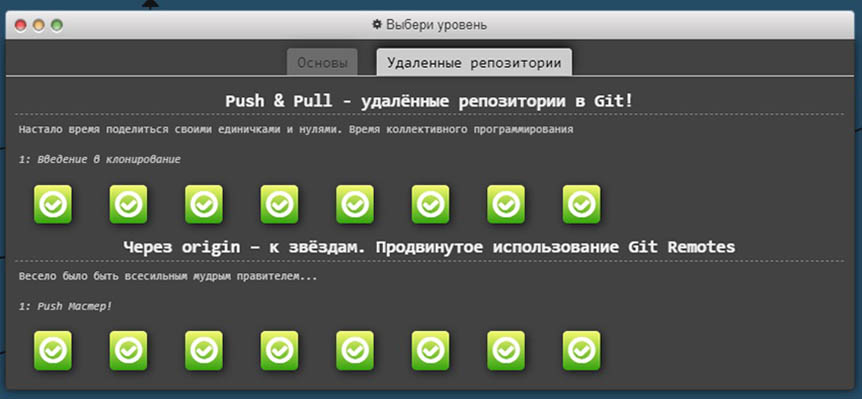 Выбери уровень
Основы
Удаленные репозитории
Push & Pull - удалённые репозитории в Git!
Настало время поделиться своими единичками и нулями. Время коллективного программирования
1: Введение в клонирование
Через origin – к звёздам. Продвинутое использование Git Remotes
Весело было быть всесильным мудрым правителем...
1: Push Мастер!